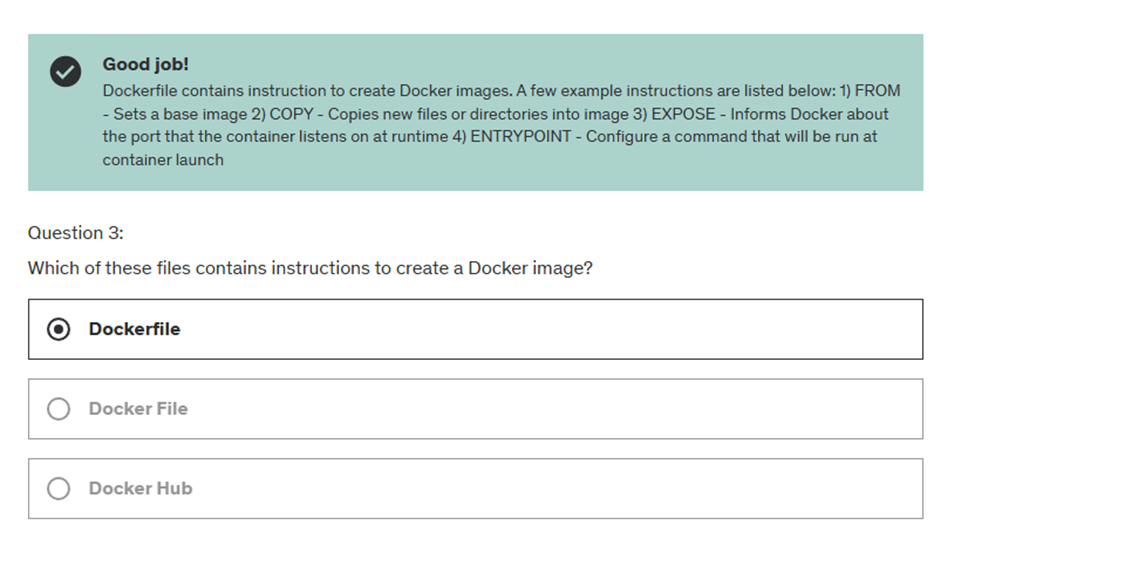 Good job!
Dockerfile contains instruction to create Docker images. A few example instructions are listed below: 1) FROM
- Sets a base image 2) COPY - Copies new files or directories into image 3) EXPOSE - Informs Docker about
the port that the container listens on at runtime 4) ENTRYPOINT - Configure a command that will be run at
container launch
Question 3:
Which of these files contains instructions to create a Docker image?
Dockerfile
Docker File
Docker Hub